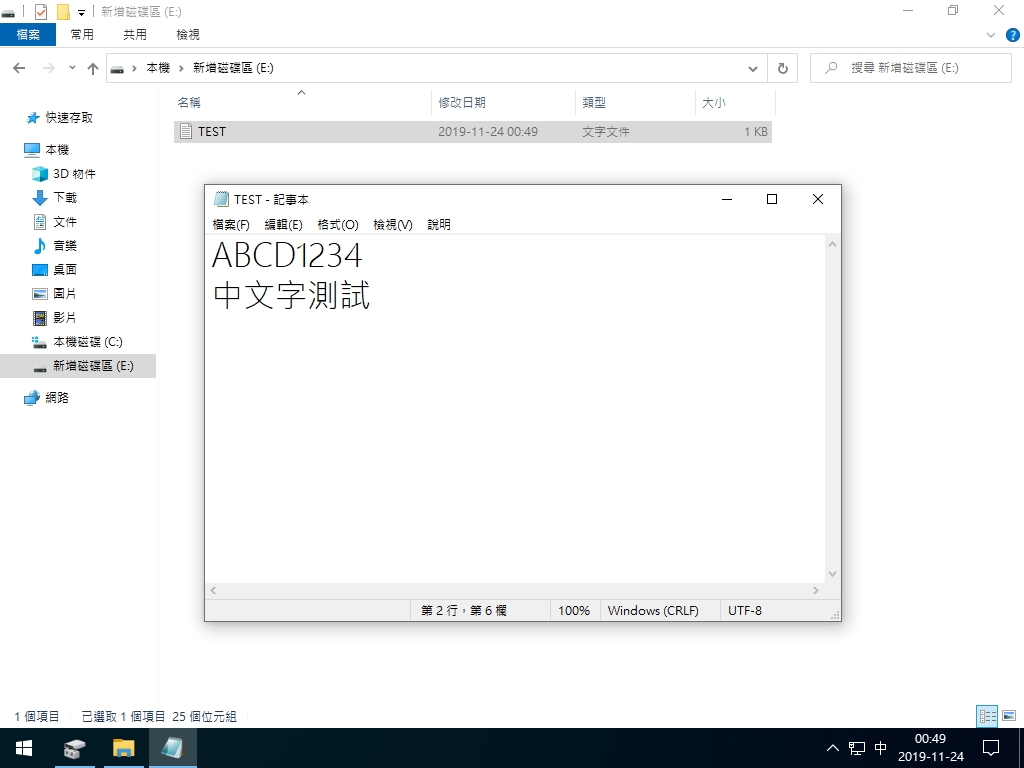 新增磁碟區 (E:)
檔案 常用 共用 檢視
本機 新增磁碟區 (E:) 搜尋 新增磁碟區 (E:)
名稱 修改日期 類型 大小
TEST 2019-11-24 00:49 文字文件 1 KB
快速存取
本機
3D 物件
下載
文件
音樂
桌面
圖片
影片
本機磁碟 (C:)
新增磁碟區 (E:)
網路
TEST - 記事本
檔案(F) 編輯(E) 格式(O) 檢視(V) 說明
ABCD1234
中文字測試
第 2 行，第 6 欄 100% Windows (CRLF) UTF-8
1 個項目 已選取 1 個項目 25 個位元組
中 00:49
2019-11-24